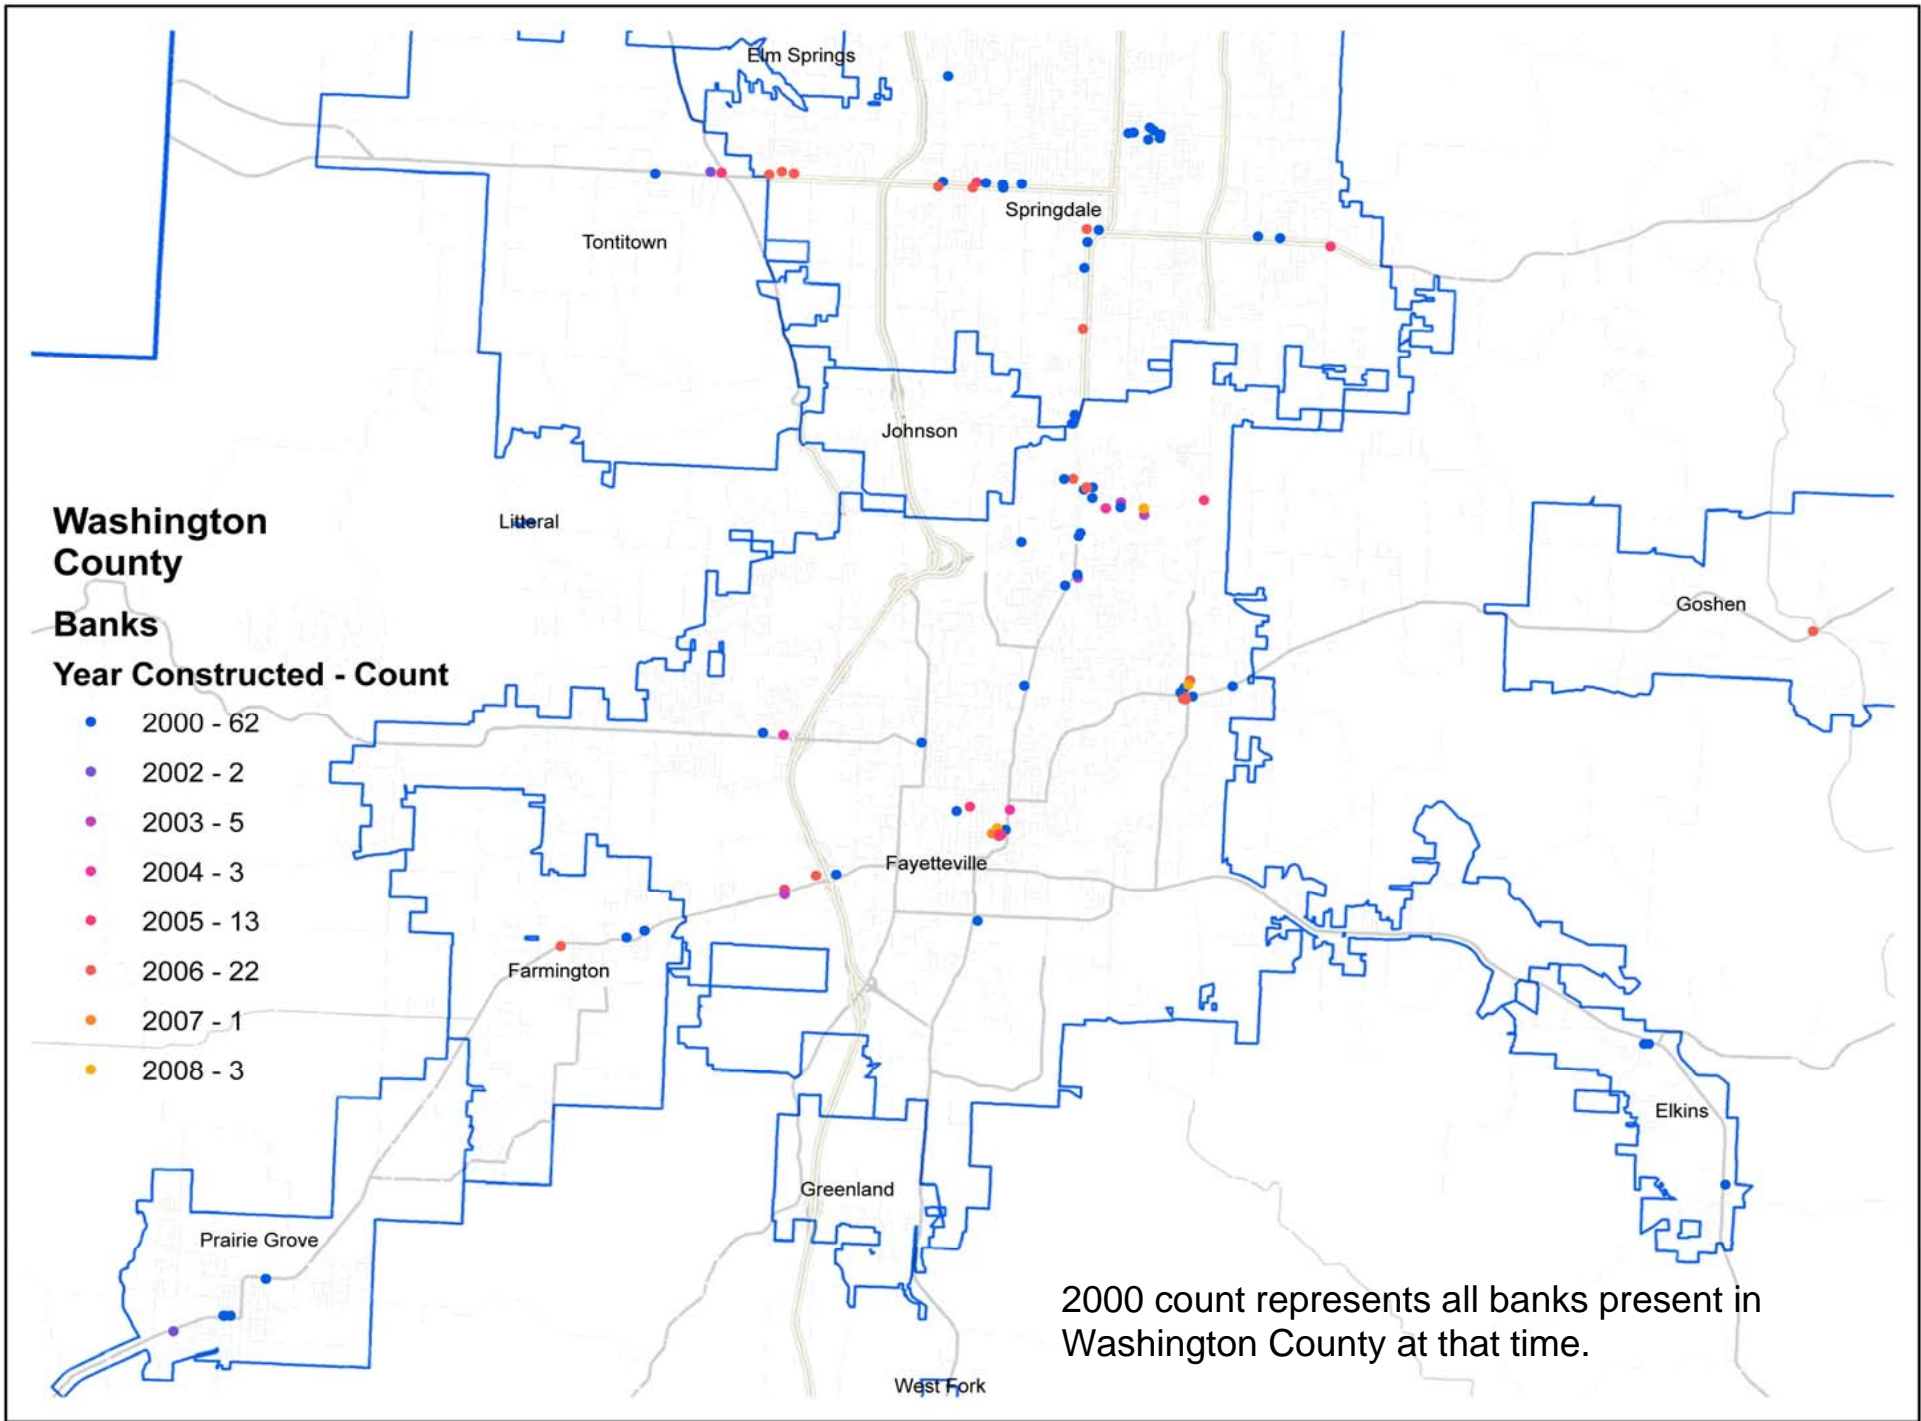 Elm Springs
Springdale
Tontitown
Johnson
Litteral
Goshen
Washington
County
Banks
Year Constructed - Count
2000 - 62
2002 - 2
2003 - 5
2004 - 3
2005 - 13
2006 - 22
2007 - 1
2008 - 3
Fayetteville
Farmington
Elkins
Greenland
Prairie Grove
2000 count represents all banks present in
Washington County at that time.
West Fork